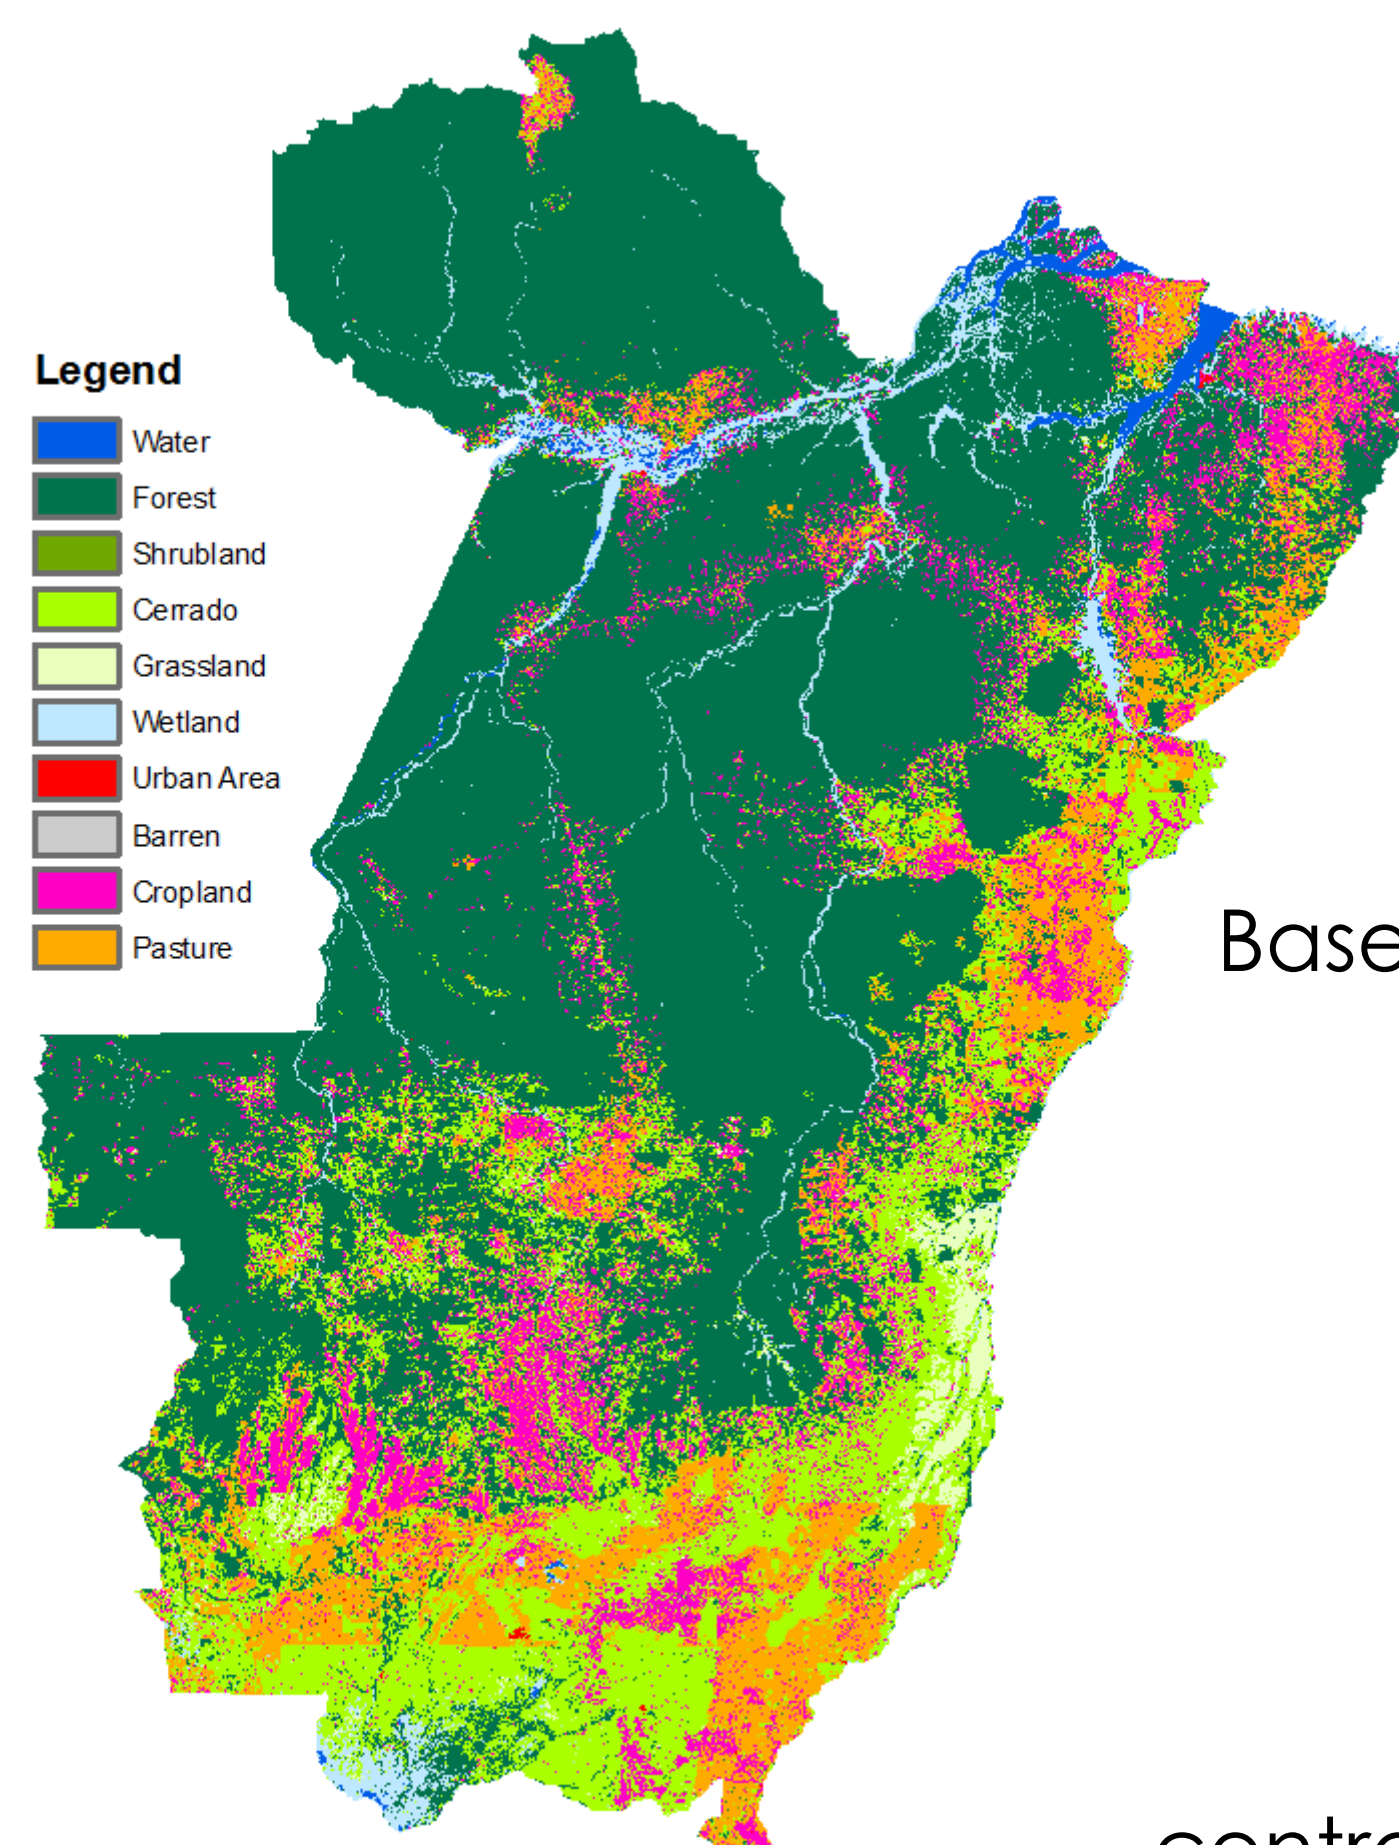 Legend
Water
Forest
Shrubland
Cerrado
Grassland
Wetland
Urban Area
Barren
Cropland
Pasture
Base